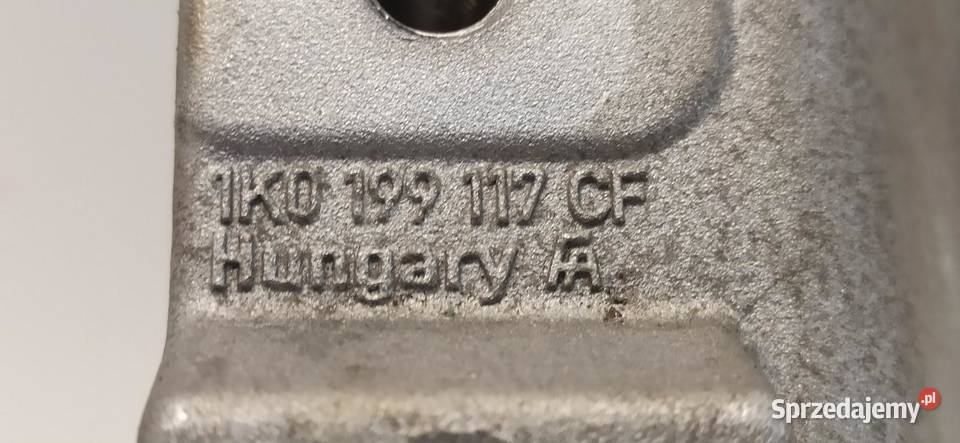 1K0 199 117 CF
Hungary
Sprzedajemy.pl